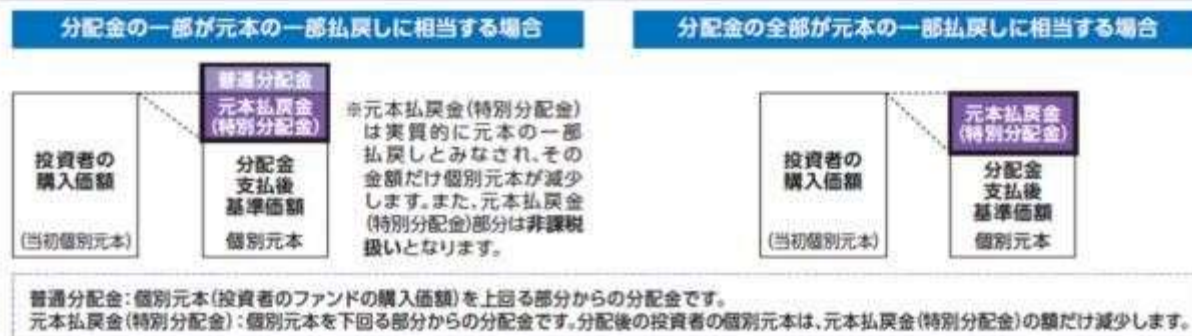 分配金の一部が元本の一部払戻しに相当する場合
普通分配金
元本払戻金
(特別分配金)
投資者の
購入価額
(当初個別元本)
分配金
支払後
基準価額
個別元本
※元本払戻金(特別分配金)
は実質的に元本の一部
払戻しとみなされ、その
金額だけ個別元本が減少
します。また、元本払戻金
(特別分配金)部分は非課税
扱いとなります。
分配金の全部が元本の一部払戻しに相当する場合
元本払戻金
(特別分配金)
投資者の
購入価額
(当初個別元本)
分配金
支払後
基準価額
個別元本
普通分配金:個別元本(投資者のファンドの購入価額)を上回る部分からの分配金です。
元本払戻金(特別分配金):個別元本を下回る部分からの分配金です。分配後の投資者の個別元本は、元本払戻金(特別分配金)の額だけ減少します。